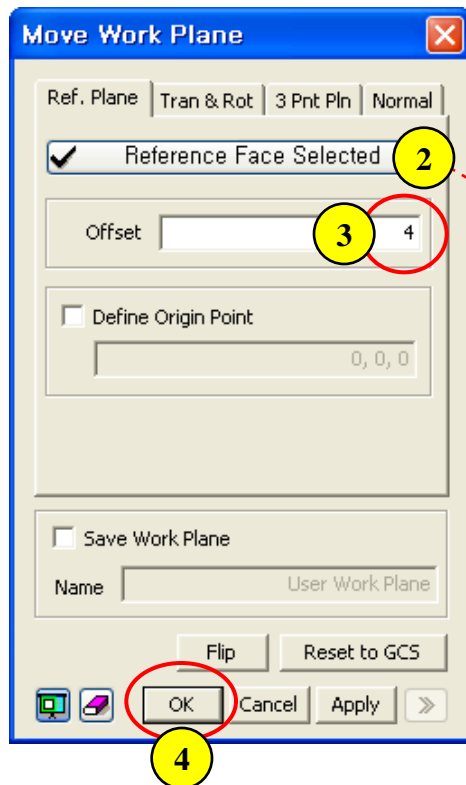 Move Work Plane
Ref. Plane Tran & Rot 3 Pnt Pln Normal
Reference Face Selected 2
Offset 3 4
Define Origin Point
0, 0, 0
Save Work Plane
Name User Work Plane
Flip Reset to GCS
OK Cancel Apply >>
4